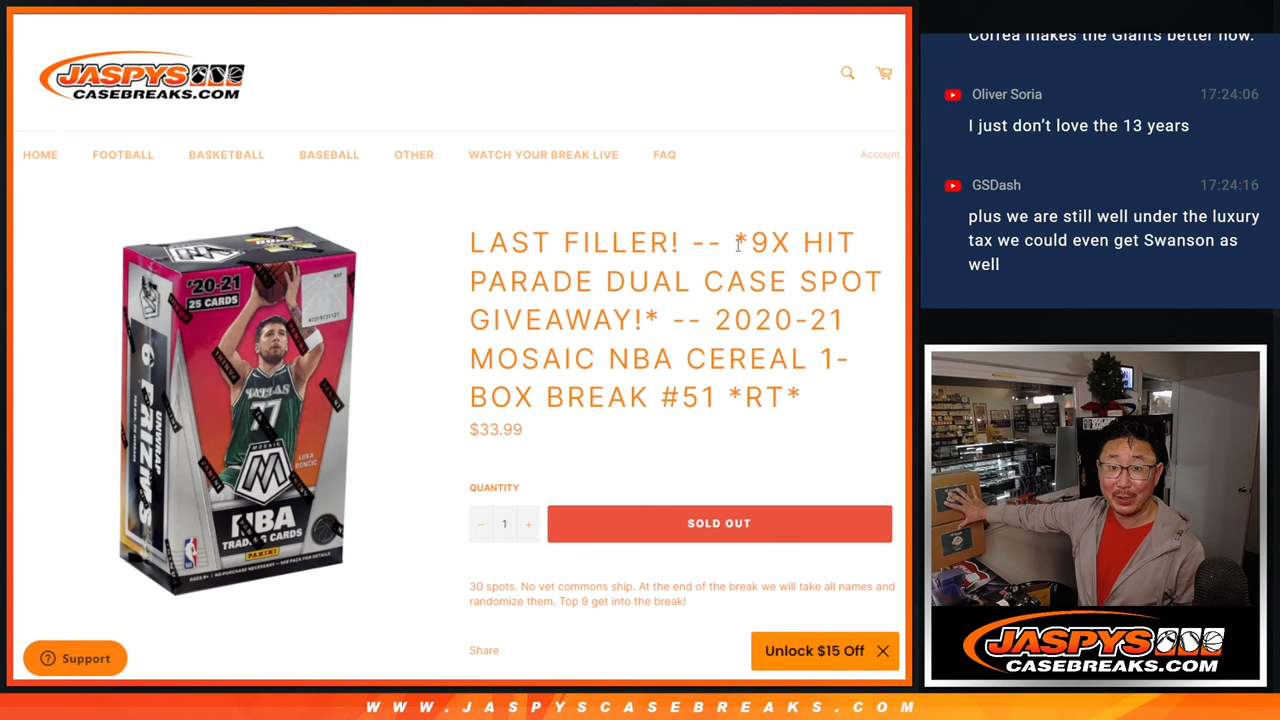 JASPYS
CASEBREAKS.COM
HOME FOOTBALL BASKETBALL BASEBALL OTHER WATCH YOUR BREAK LIVE FAQ Account
'20-21
25 CARDS
DALLAS
LUKA
DONCIC
MOSAIC
NBA
TRADING CARDS
PANINI
LAST FILLER! -- *9X HIT
PARADE DUAL CASE SPOT
GIVEAWAY!* -- 2020-21
MOSAIC NBA CEREAL 1-
BOX BREAK #51 *RT*
$33.99
QUANTITY
− 1 +
SOLD OUT
30 spots. No vet commons ship. At the end of the break we will take all names and
randomize them. Top 9 get into the break!
Share
Support
Unlock $15 Off
Correa makes the Giants better now.
Oliver Soria 17:24:06
I just don’t love the 13 years
GSDash 17:24:16
plus we are still well under the luxury
tax we could even get Swanson as
well
JASPYS
CASEBREAKS.COM
WWW.JASPYSCASEBREAKS.COM